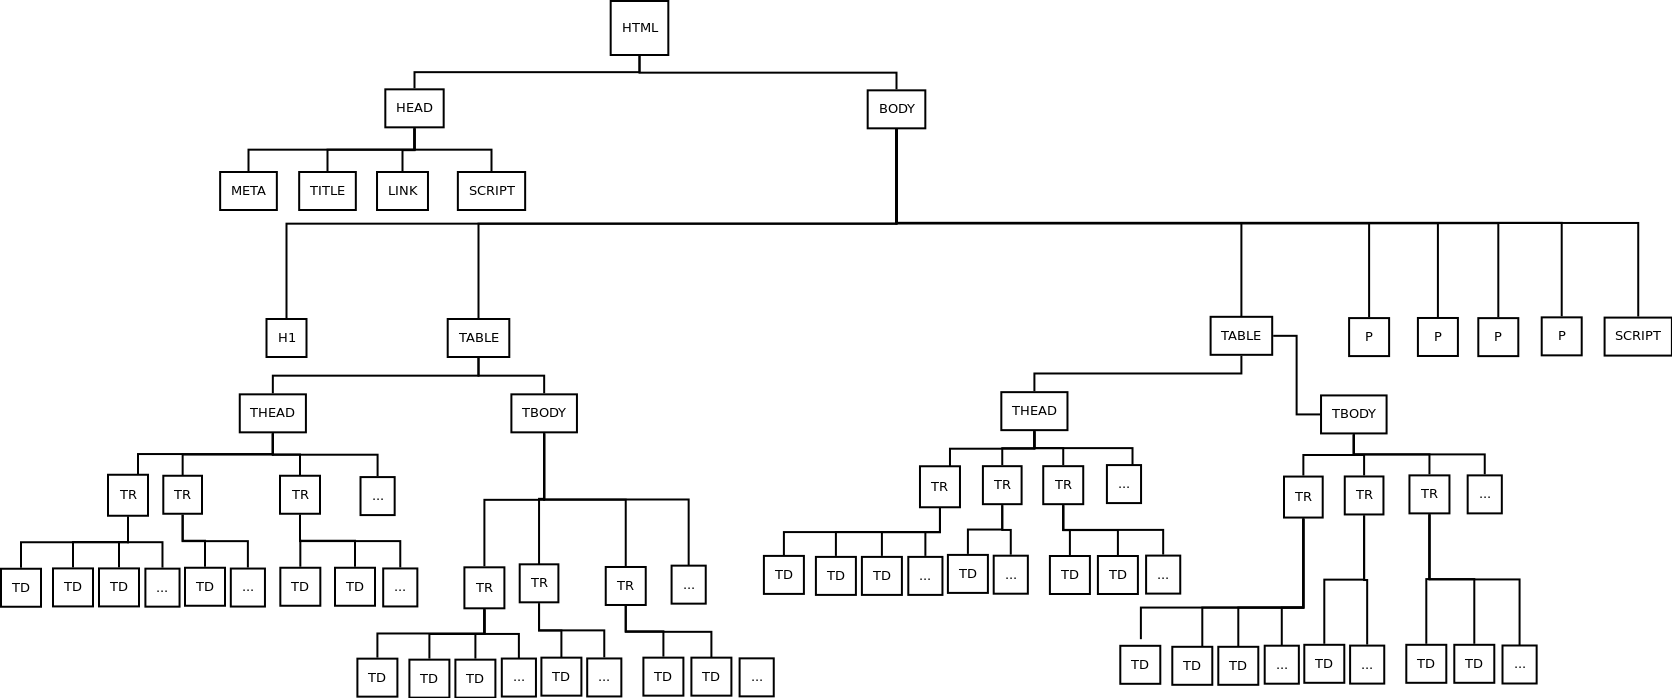 HTML
HEAD BODY
META TITLE LINK SCRIPT
H1 TABLE TABLE P P P P SCRIPT
THEAD TBODY THEAD TBODY
TR TR TR ... TR TR TR ... TR TR TR ...
TD TD TD ... TD ... TD TD ... TR TR TR ... TD TD TD ... TD ... TD TD ...
TD TD TD ... TD ... TD TD ... TD TD TD ... TD ... TD TD ...